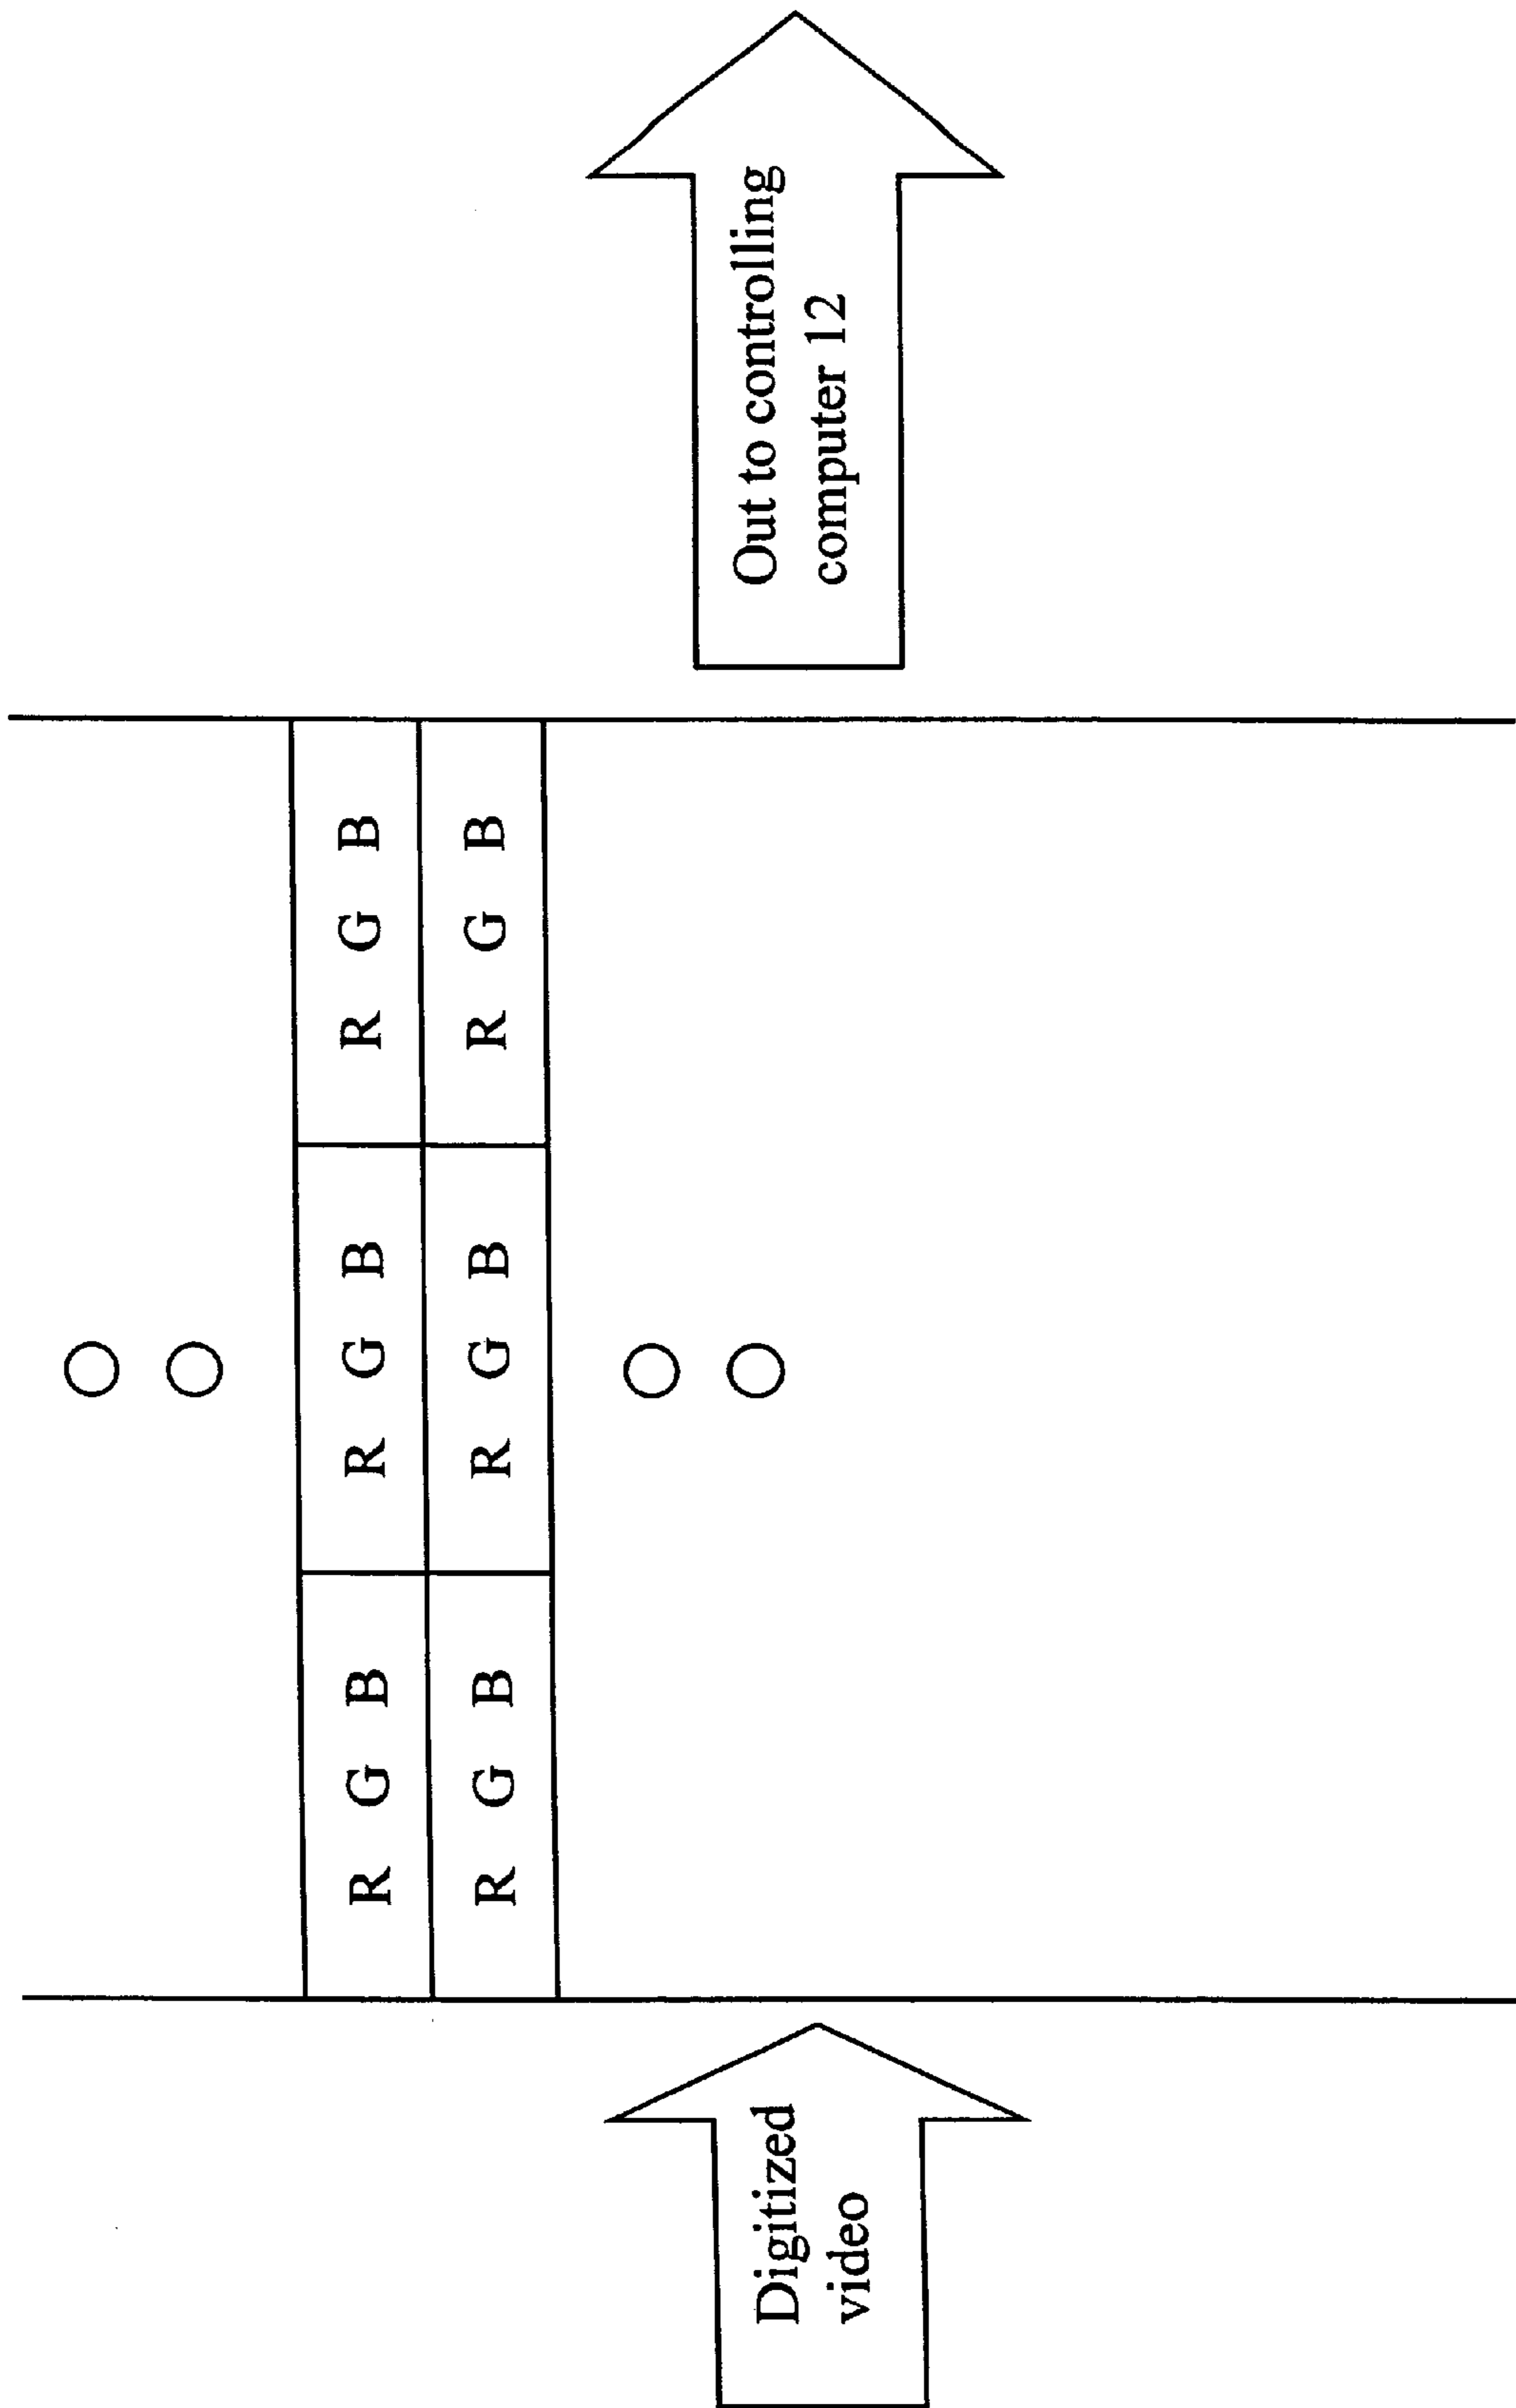 Digitized
video
R G B R G B R G B
R G B R G B R G B
Out to controlling
computer 12